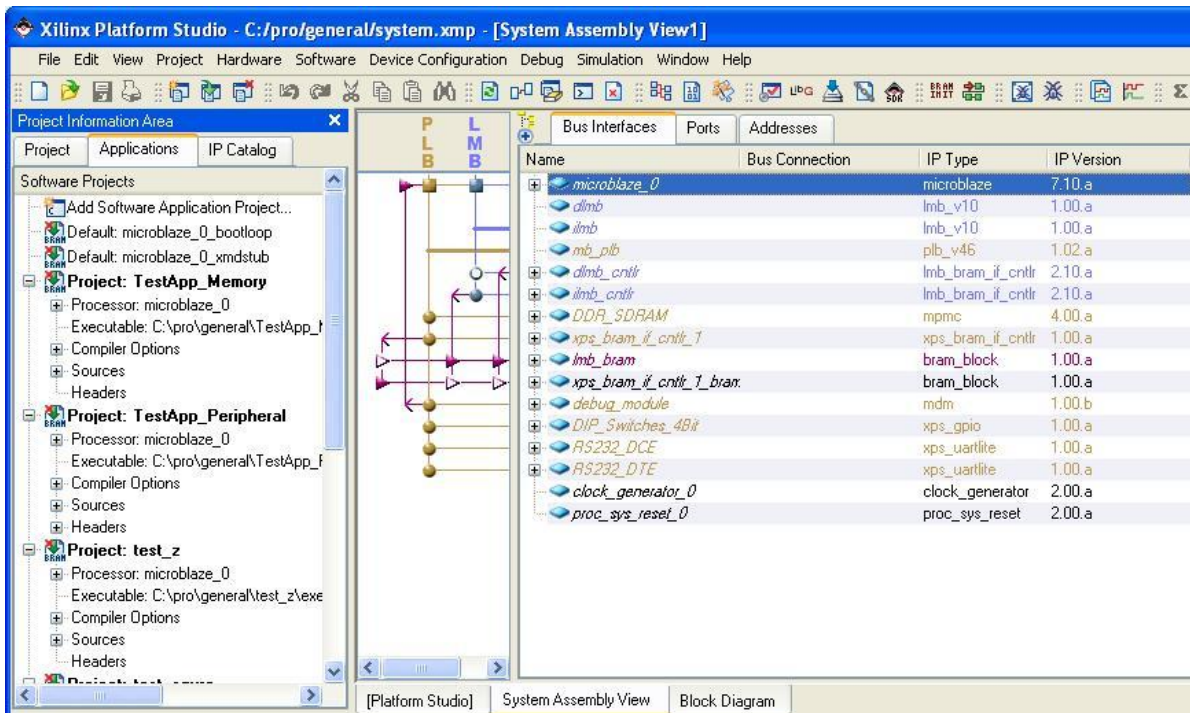 Xilinx Platform Studio - C:/pro/general/system.xmp - [System Assembly View1]
File Edit View Project Hardware Software Device Configuration Debug Simulation Window Help
Project Information Area
Project Applications IP Catalog
Software Projects
Add Software Application Project...
Default: microblaze_0_bootloop
Default: microblaze_0_xmdstub
Project: TestApp_Memory
Processor: microblaze_0
Executable: C:\pro\general\TestApp_
Compiler Options
Sources
Headers
Project: TestApp_Peripheral
Processor: microblaze_0
Executable: C:\pro\general\TestApp_
Compiler Options
Sources
Headers
Project: test_z
Processor: microblaze_0
Executable: C:\pro\general\test_z\exe
Compiler Options
Sources
Headers
PLB LMB
Bus Interfaces Ports Addresses
Name Bus Connection IP Type IP Version
microblaze_0 microblaze 7.10.a
dlmb lmb_v10 1.00.a
ilmb lmb_v10 1.00.a
mb_plb plb_v46 1.02.a
dlmb_cntlr lmb_bram_if_cntlr 2.10.a
ilmb_cntlr lmb_bram_if_cntlr 2.10.a
DDR_SDRAM mpmc 4.00.a
xps_bram_if_cntlr_1 xps_bram_if_cntlr 1.00.a
lmb_bram bram_block 1.00.a
xps_bram_if_cntlr_1_bram bram_block 1.00.a
debug_module mdm 1.00.b
DIP_Switches_4Bit xps_gpio 1.00.a
RS232_DCE xps_uartlite 1.00.a
RS232_DTE xps_uartlite 1.00.a
clock_generator_0 clock_generator 2.00.a
proc_sys_reset_0 proc_sys_reset 2.00.a
[Platform Studio] System Assembly View Block Diagram